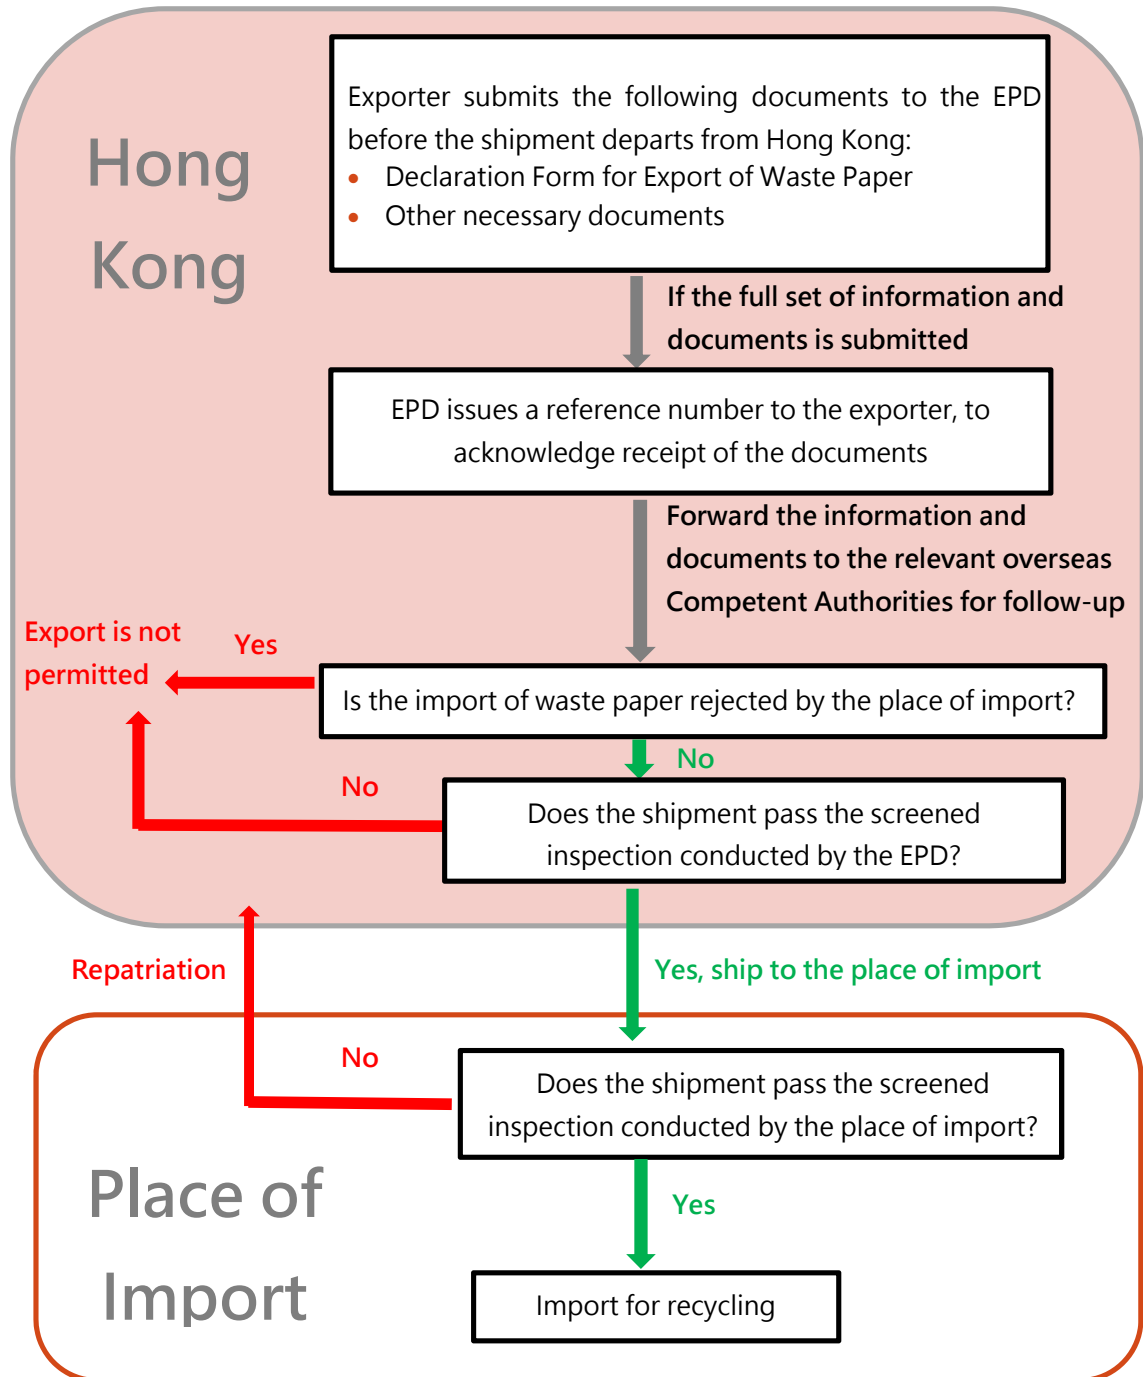 Hong
Kong
Exporter submits the following documents to the EPD
before the shipment departs from Hong Kong:
• Declaration Form for Export of Waste Paper
• Other necessary documents
If the full set of information and
documents is submitted
EPD issues a reference number to the exporter, to
acknowledge receipt of the documents
Forward the information and
documents to the relevant overseas
Competent Authorities for follow-up
Export is not
permitted
Yes
Is the import of waste paper rejected by the place of import?
No
No
Does the shipment pass the screened
inspection conducted by the EPD?
Repatriation
Yes, ship to the place of import
No
Does the shipment pass the screened
inspection conducted by the place of import?
Place of
Import
Yes
Import for recycling